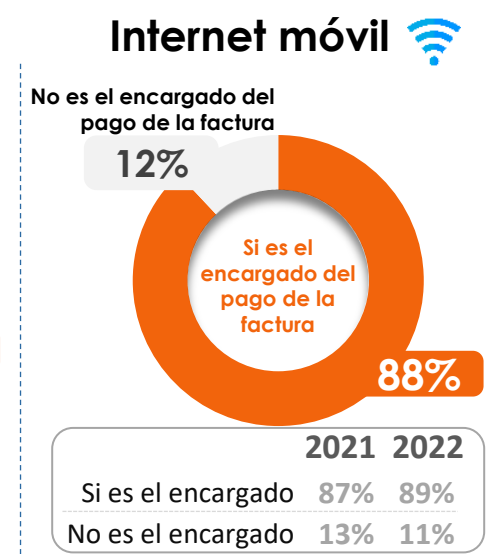 Internet móvil
No es el encargado del
pago de la factura
12%
Si es el
encargado del
pago de la
factura
88%
2021 2022
Si es el encargado 87% 89%
No es el encargado 13% 11%